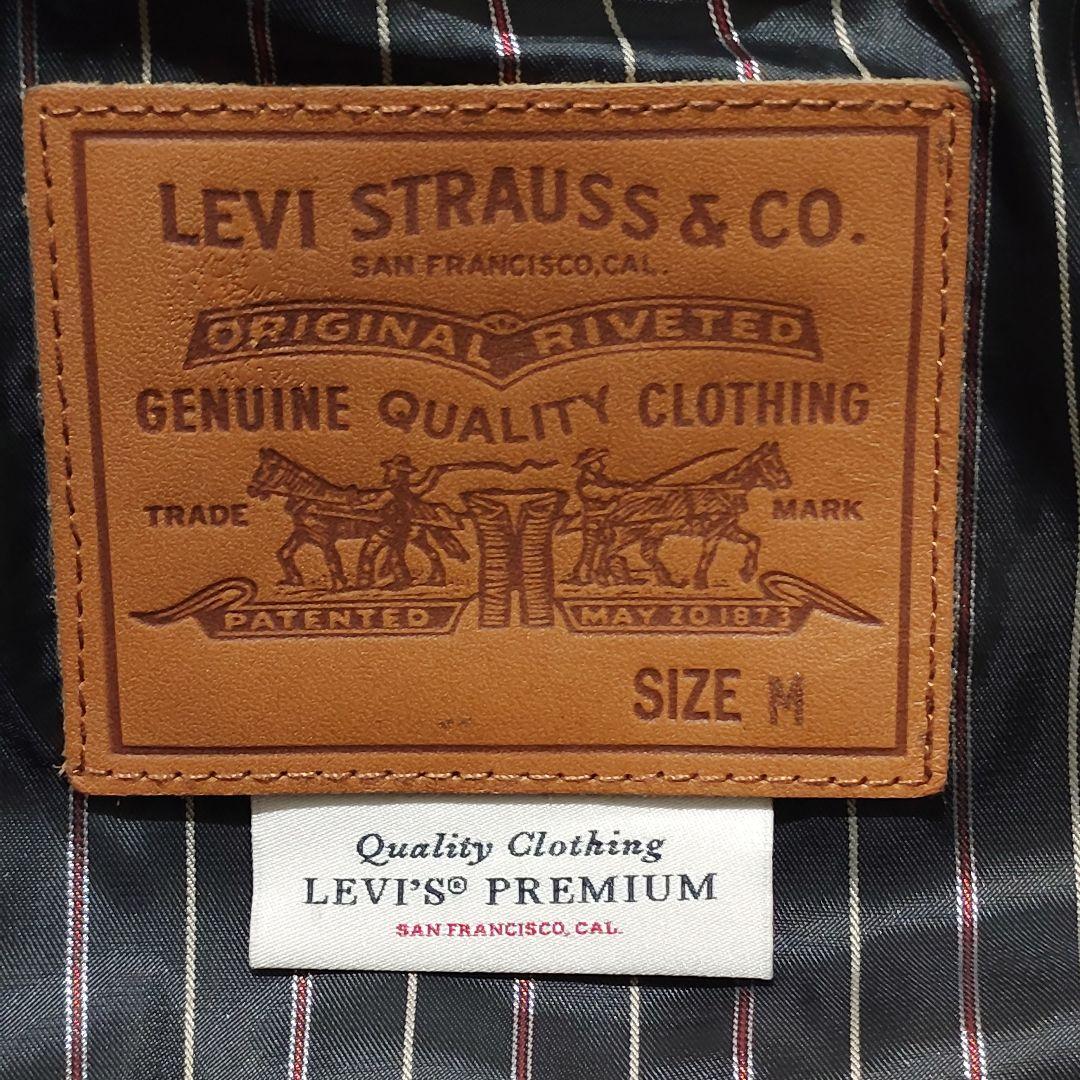 LEVI STRAUSS & CO.
SAN FRANCISCO, CAL.
ORIGINAL RIVETED
GENUINE QUALITY CLOTHING
TRADE MARK
PATENTED MAY 20 1873
SIZE M
Quality Clothing
LEVI'S® PREMIUM
SAN FRANCISCO, CAL.